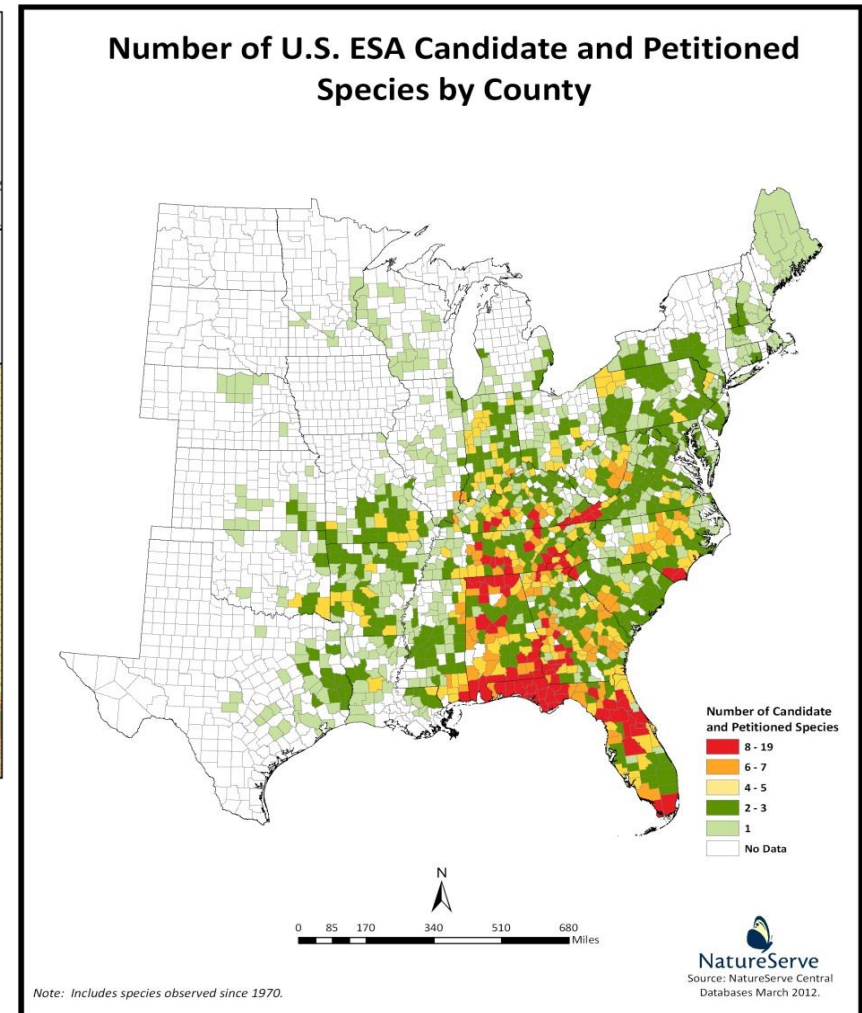 Number of U.S. ESA Candidate and Petitioned
Species by County
Number of Candidate
and Petitioned Species
8 - 19
6 - 7
4 - 5
2 - 3
1
No Data
N
0 85 170 340 510 680
Miles
NatureServe
Source: NatureServe Central
Databases March 2012.
Note: Includes species observed since 1970.